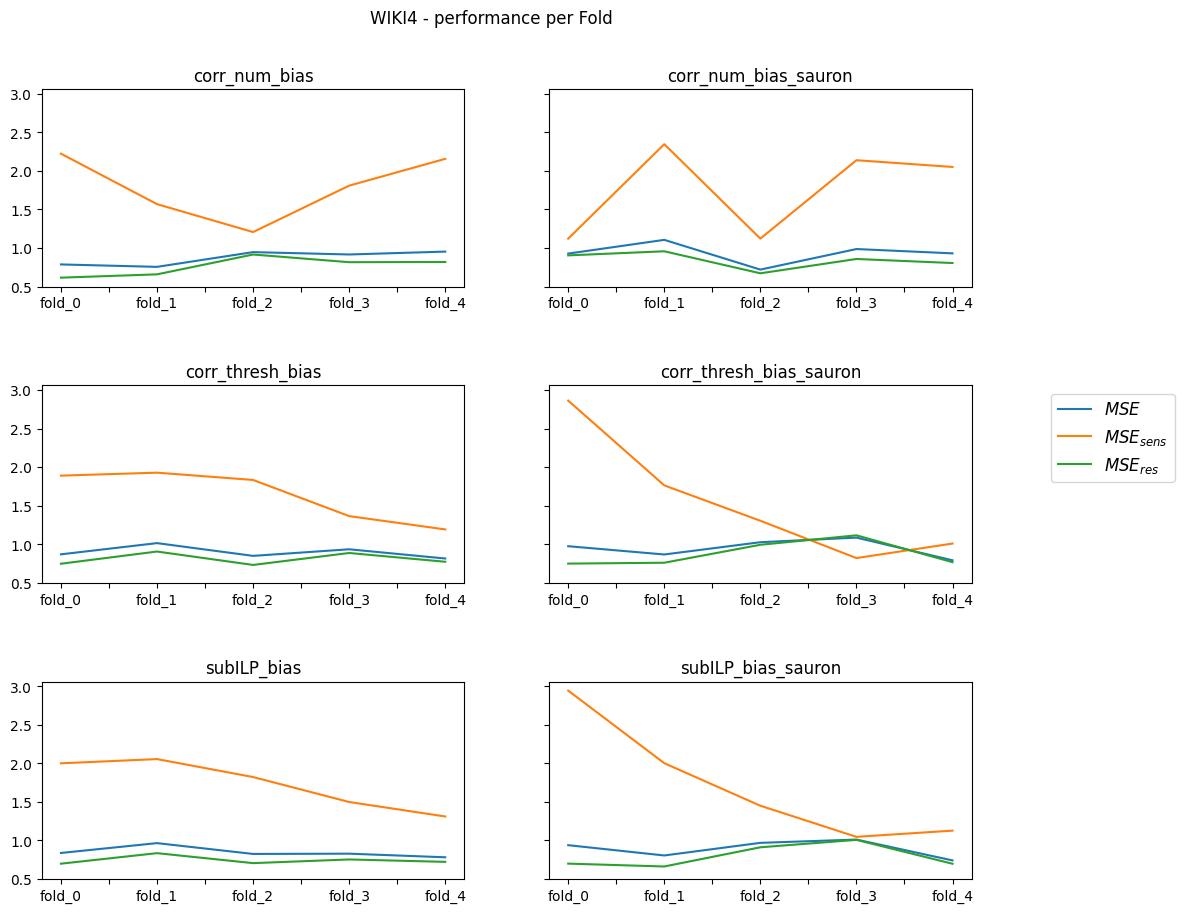 WIKI4 - performance per Fold
corr_num_bias
3.0
2.5
2.0
1.5
1.0
0.5
fold_0 fold_1 fold_2 fold_3 fold_4
corr_num_bias_sauron
fold_0 fold_1 fold_2 fold_3 fold_4
corr_thresh_bias
3.0
2.5
2.0
1.5
1.0
0.5
fold_0 fold_1 fold_2 fold_3 fold_4
corr_thresh_bias_sauron
fold_0 fold_1 fold_2 fold_3 fold_4
MSE
MSE_sens
MSE_res
subILP_bias
3.0
2.5
2.0
1.5
1.0
0.5
fold_0 fold_1 fold_2 fold_3 fold_4
subILP_bias_sauron
fold_0 fold_1 fold_2 fold_3 fold_4